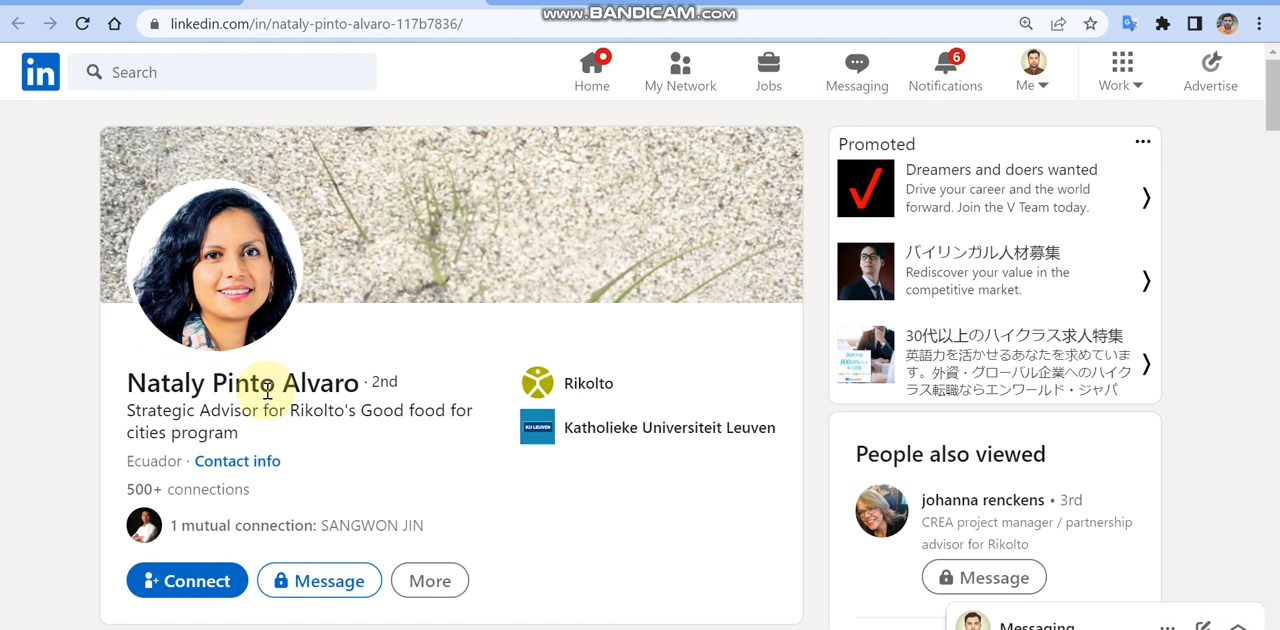 linkedin.com/in/nataly-pinto-alvaro-117b7836/
www.BANDICAM.com
in
Search
Home
My Network
Jobs
Messaging
6
Notifications
Me
Work
Advertise
Nataly Pinto Alvaro · 2nd
Strategic Advisor for Rikolto's Good food for
cities program
Ecuador · Contact info
500+ connections
1 mutual connection: SANGWON JIN
Connect
Message
More
Rikolto
KU LEUVEN
Katholieke Universiteit Leuven
Promoted
Dreamers and doers wanted
Drive your career and the world
forward. Join the V Team today.
バイリンガル人材募集
Rediscover your value in the
competitive market.
30代以上のハイクラス求人特集
英語力を活かせるあなたを求めていま
す。外資・グローバル企業へのハイク
ラス転職ならエンワールド・ジャパ
People also viewed
johanna renckens • 3rd
CREA project manager / partnership
advisor for Rikolto
Message
Messaging